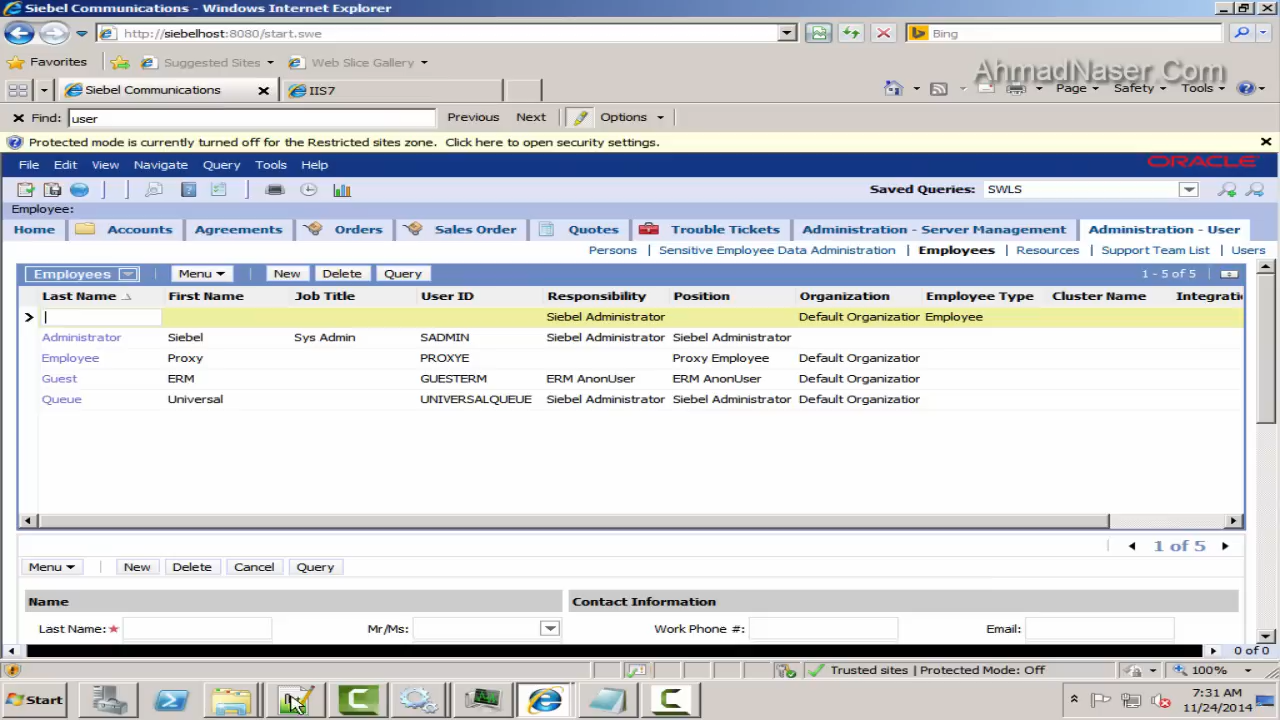 Siebel Communications - Windows Internet Explorer
http://siebelhost:8080/start.swe
Bing
Favorites Suggested Sites Web Slice Gallery
AhmadNaser.Com
Siebel Communications IIS7 Page Safety Tools
Find: user Previous Next Options
Protected mode is currently turned off for the Restricted sites zone. Click here to open security settings.
File Edit View Navigate Query Tools Help ORACLE
Saved Queries: SWLS
Employee:
Home Accounts Agreements Orders Sales Order Quotes Trouble Tickets Administration - Server Management Administration - User
Persons | Sensitive Employee Data Administration | Employees | Resources | Support Team List | Users
Employees Menu New Delete Query 1 - 5 of 5
Last Name First Name Job Title User ID Responsibility Position Organization Employee Type Cluster Name Integrati
Siebel Administrator Default Organization Employee
Administrator Siebel Sys Admin SADMIN Siebel Administrator Siebel Administrator
Employee Proxy PROXYE Proxy Employee Default Organization
Guest ERM GUESTERM ERM AnonUser ERM AnonUser Default Organization
Queue Universal UNIVERSALQUEUE Siebel Administrator Siebel Administrator Default Organization
1 of 5
Menu New Delete Cancel Query
Name Contact Information
Last Name:* Mr/Ms: Work Phone #: Email:
0 of 0
Trusted sites | Protected Mode: Off 100%
Start 7:31 AM
11/24/2014